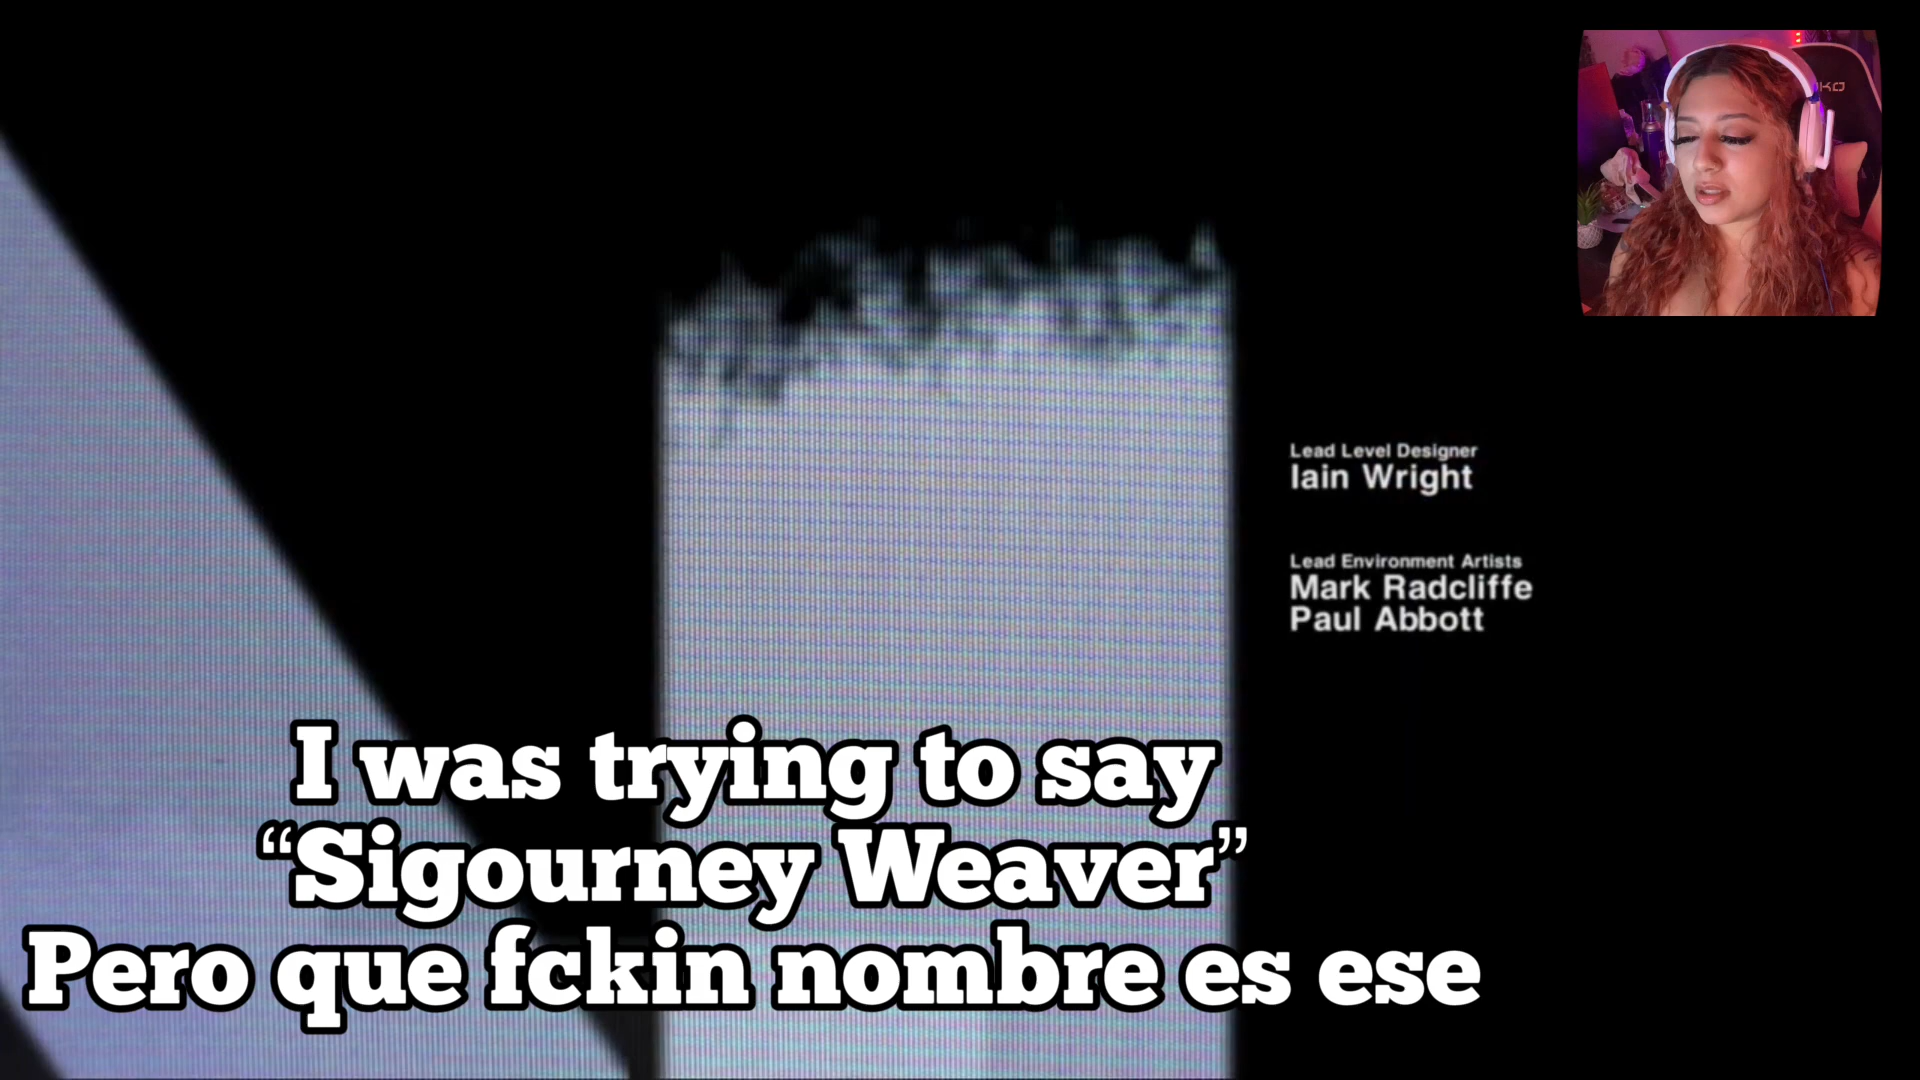 KO
Lead Level Designer
Iain Wright
Lead Environment Artists
Mark Radcliffe
Paul Abbott
I was trying to say
“Sigourney Weaver”
Pero que fckin nombre es ese